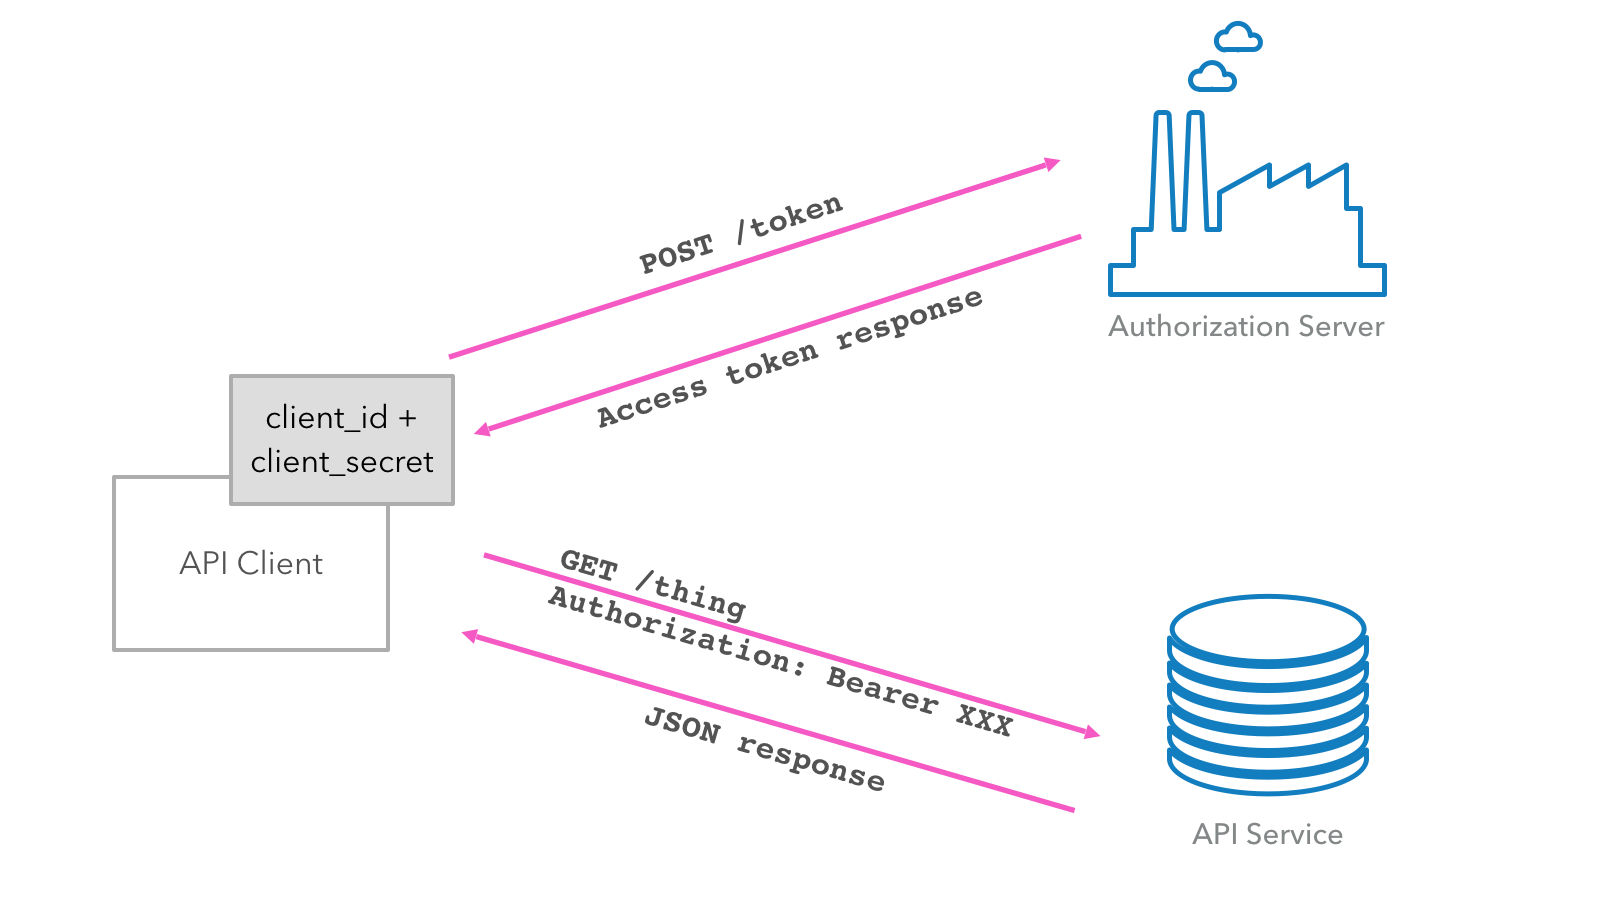 POST /token
Access token response
Authorization Server
client_id +
client_secret
API Client
GET /thing
Authorization: Bearer XXX
JSON response
API Service